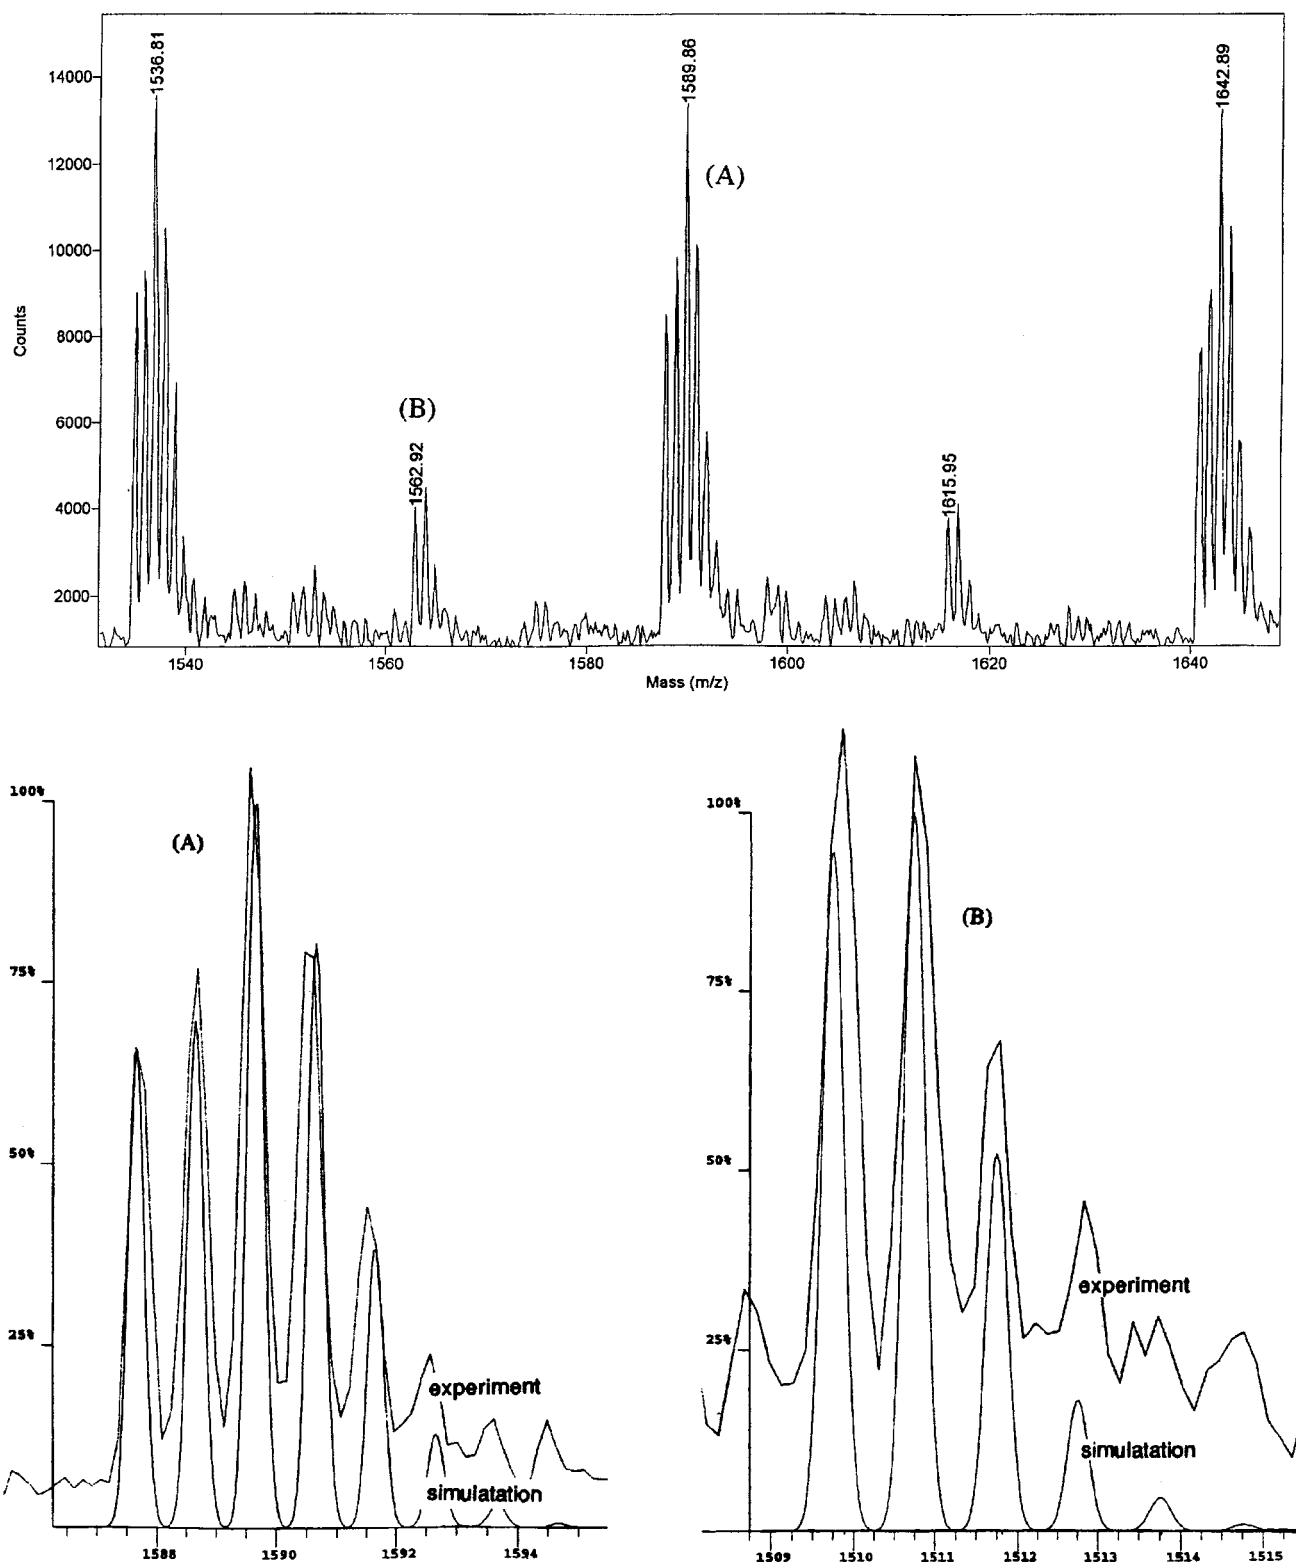 1536.81
1589.86
1642.89
14000
(A)
12000
10000
Counts
8000
(B)
6000
1562.92
1615.95
4000
2000
1540 1560 1580 1600 1620 1640
Mass (m/z)
100%
(A)
75%
50%
25%
experiment
simulatation
1588 1590 1592 1594
100%
(B)
75%
50%
experiment
25%
simulatation
1509 1510 1511 1512 1513 1514 1515